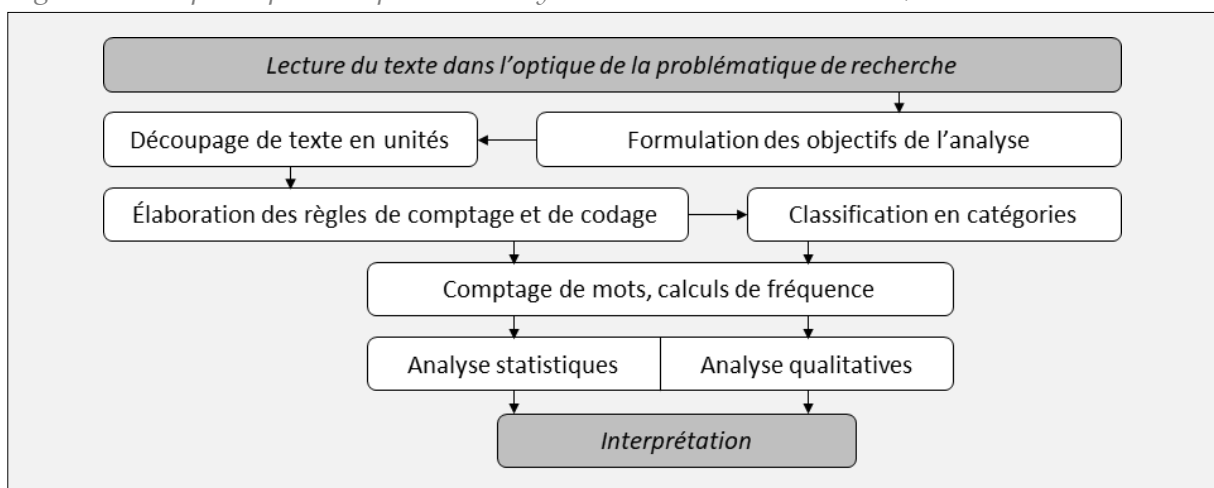 Lecture du texte dans l’optique de la problématique de recherche
Formulation des objectifs de l’analyse
Découpage de texte en unités
Élaboration des règles de comptage et de codage
Classification en catégories
Comptage de mots, calculs de fréquence
Analyse statistiques
Analyse qualitatives
Interprétation